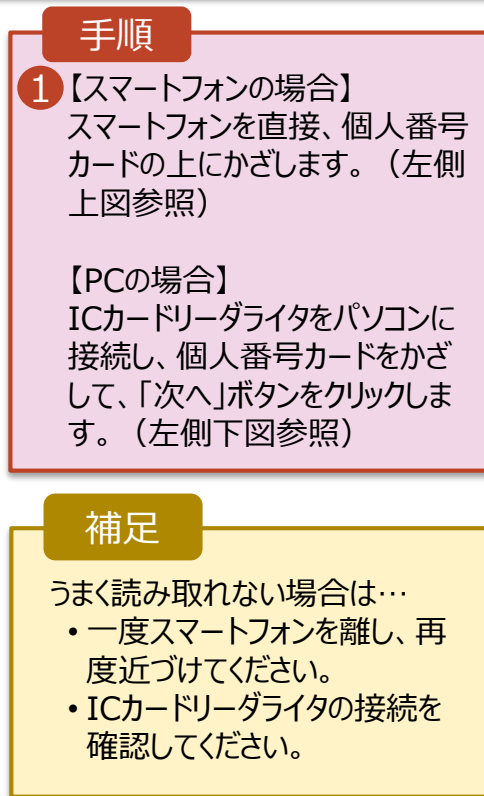 手順
1【スマートフォンの場合】
スマートフォンを直接、個人番号
カードの上にかざします。（左側
上図参照）
【PCの場合】
ICカードリーダライタをパソコンに
接続し、個人番号カードをかざ
して、「次へ」ボタンをクリックしま
す。（左側下図参照）
補足
うまく読み取れない場合は…
• 一度スマートフォンを離し、再
度近づけてください。
• ICカードリーダライタの接続を
確認してください。